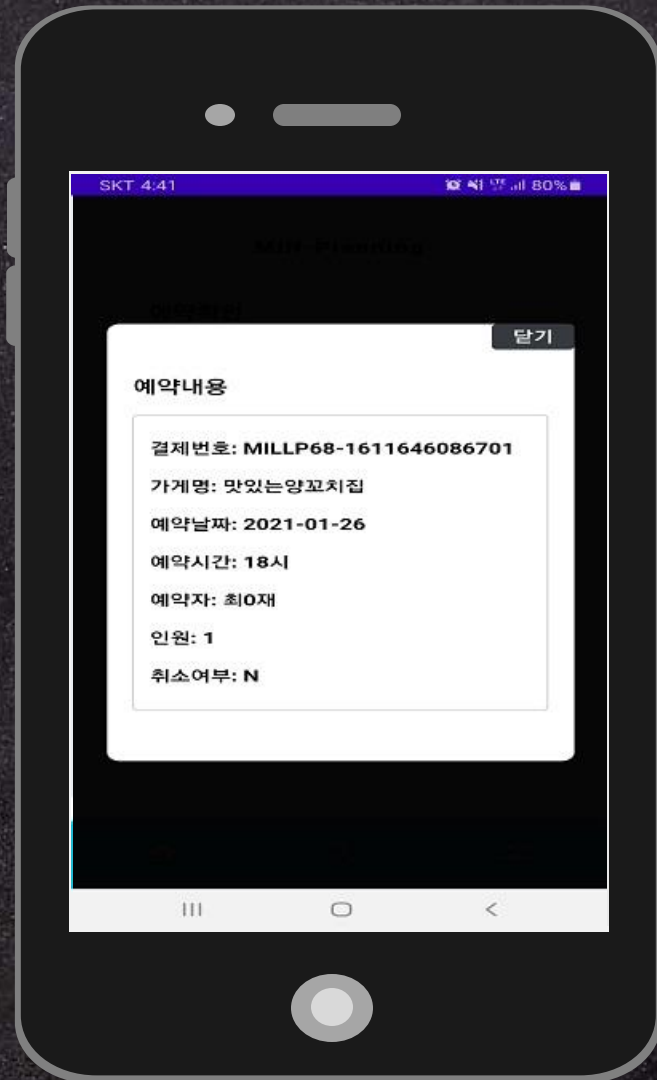 SKT 4:41
80%
닫기
예약내용
결제번호: MILLP68-1611646086701
가게명: 맛있는양꼬치집
예약날짜: 2021-01-26
예약시간: 18시
예약자: 최0재
인원: 1
취소여부: N